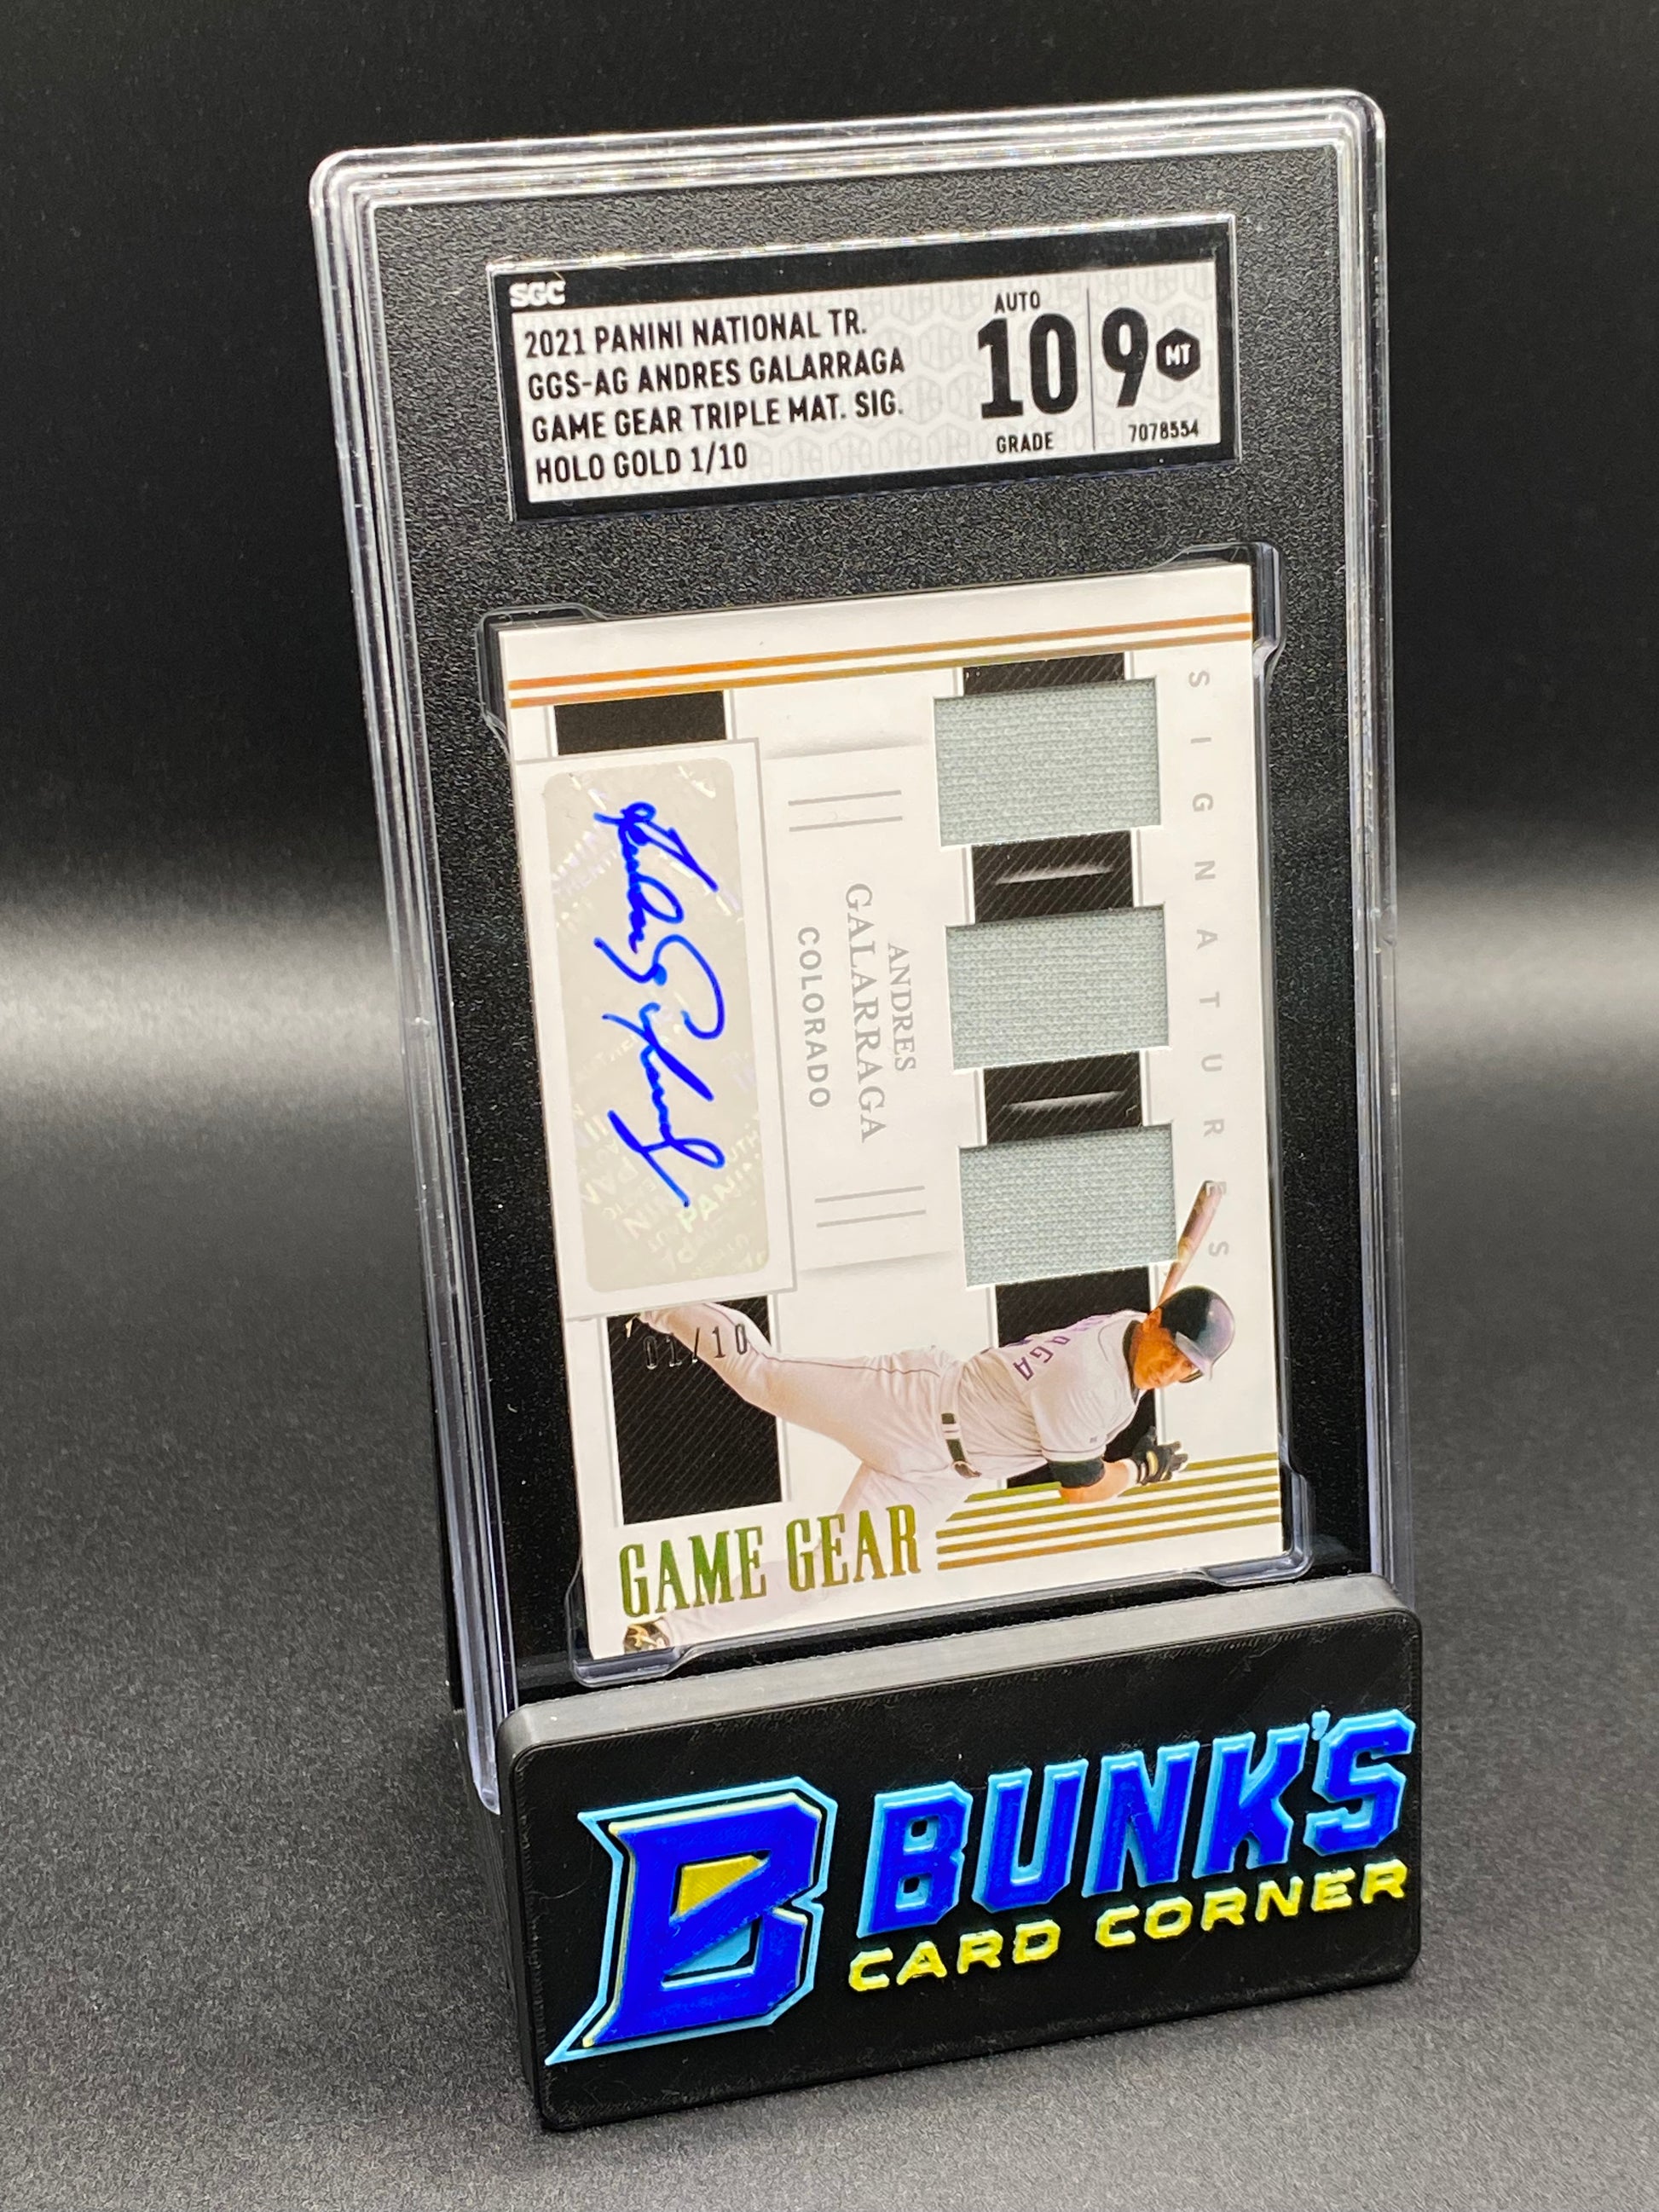 SGC
2021 PANINI NATIONAL TR.
GGS-AG ANDRES GALARRAGA
GAME GEAR TRIPLE MAT. SIG.
HOLO GOLD 1/10
AUTO
10
GRADE
9 MT
7078554
SIGNATURES
ANDRES
GALARRAGA
COLORADO
01/10
GAME GEAR
B BUNK'S
CARD CORNER